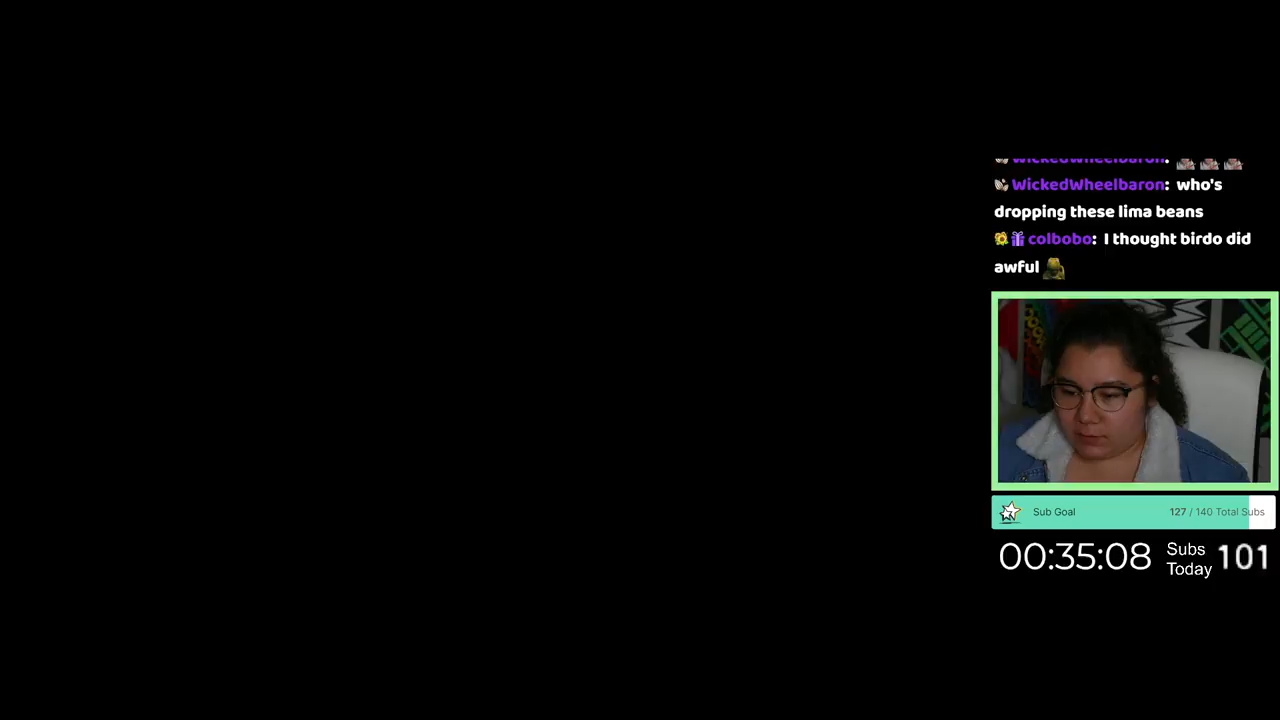 WickedWheelbaron:
WickedWheelbaron: who's
dropping these lima beans
colbobo: I thought birdo did
awful
Sub Goal 127 / 140 Total Subs
00:35:08 Subs Today 101